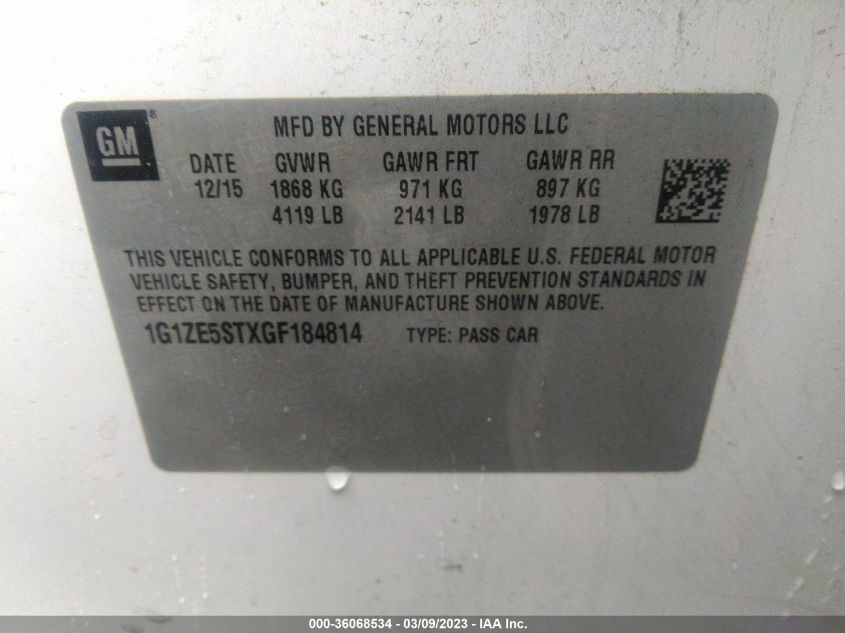 GM ®
MFD BY GENERAL MOTORS LLC
DATE GVWR GAWR FRT GAWR RR
12/15 1868 KG 971 KG 897 KG
4119 LB 2141 LB 1978 LB
THIS VEHICLE CONFORMS TO ALL APPLICABLE U.S. FEDERAL MOTOR
VEHICLE SAFETY, BUMPER, AND THEFT PREVENTION STANDARDS IN
EFFECT ON THE DATE OF MANUFACTURE SHOWN ABOVE.
1G1ZE5STXGF184814 TYPE: PASS CAR
000-36068534 - 03/09/2023 - IAA Inc.